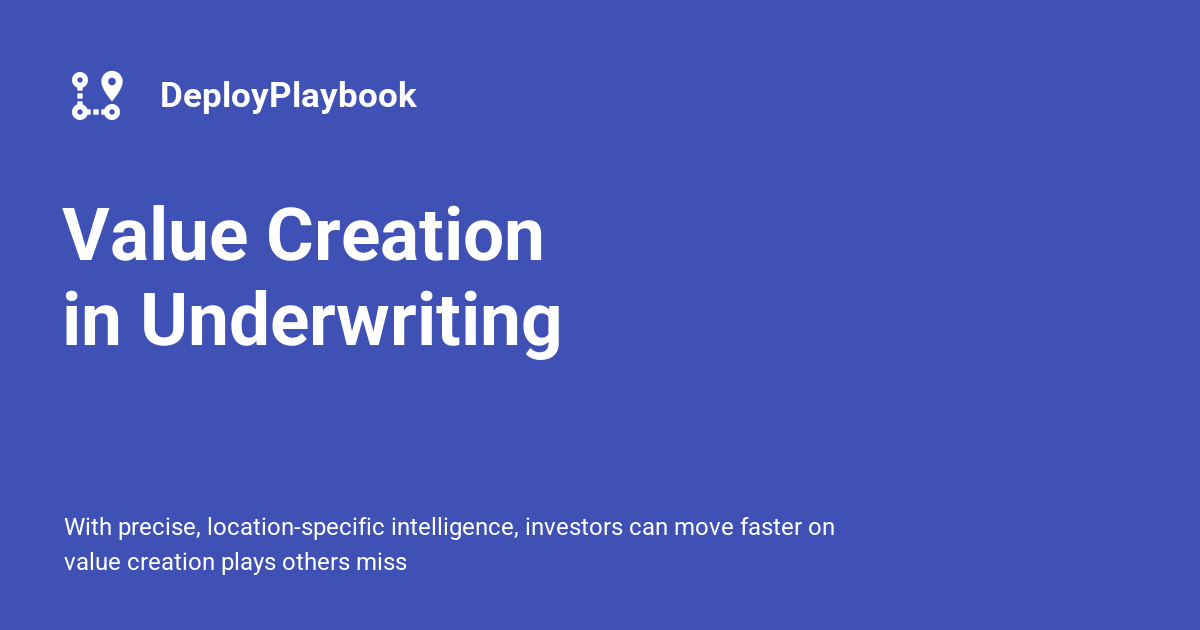 DeployPlaybook
Value Creation
in Underwriting
With precise, location-specific intelligence, investors can move faster on
value creation plays others miss